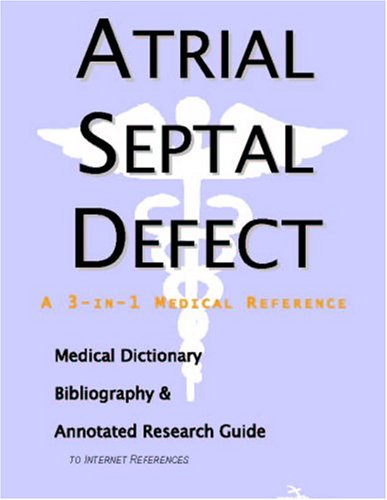 ATRIAL
SEPTAL
DEFECT
A 3-IN-1 MEDICAL REFERENCE
Medical Dictionary
Bibliography &
Annotated Research Guide
TO INTERNET REFERENCES